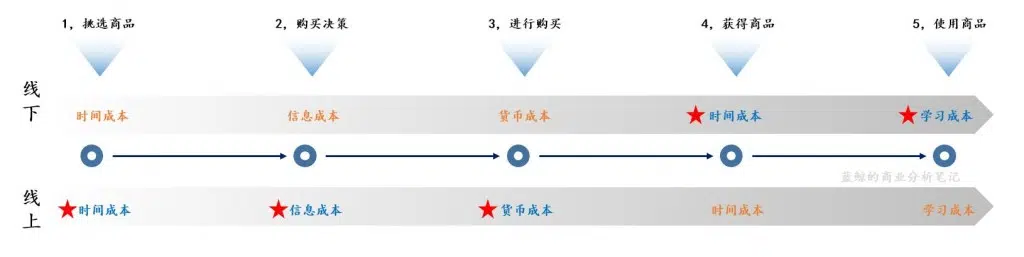 1，挑选商品 2，购买决策 3，进行购买 4，获得商品 5，使用商品
线下
时间成本 信息成本 货币成本 时间成本 学习成本
蓝鲸的商业分析笔记
线上
时间成本 信息成本 货币成本 时间成本 学习成本